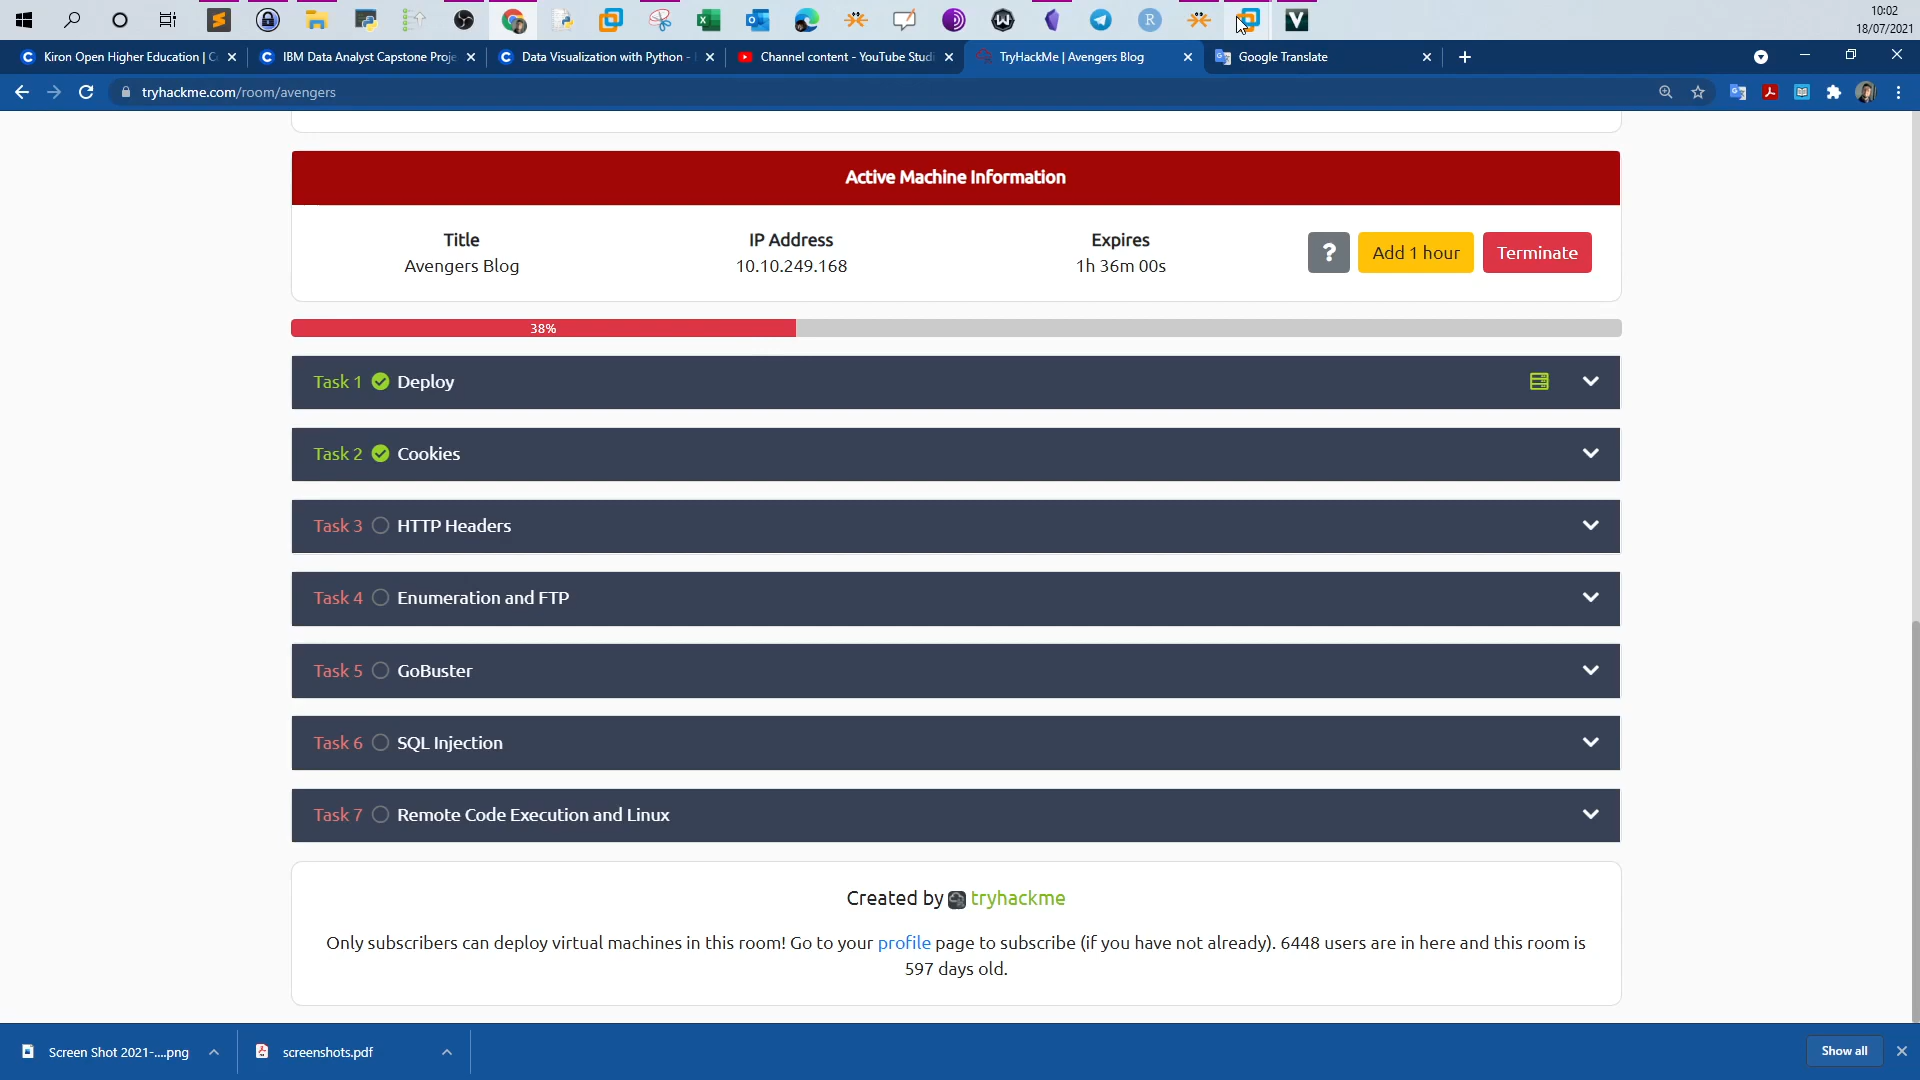 10:02
18/07/2021
Kiron Open Higher Education | C
IBM Data Analyst Capstone Proje
Data Visualization with Python -
Channel content - YouTube Studi
TryHackMe | Avengers Blog
Google Translate
tryhackme.com/room/avengers
Active Machine Information
Title
IP Address
Expires
Avengers Blog
10.10.249.168
1h 36m 00s
?
Add 1 hour
Terminate
38%
Task 1 Deploy
Task 2 Cookies
Task 3 HTTP Headers
Task 4 Enumeration and FTP
Task 5 GoBuster
Task 6 SQL Injection
Task 7 Remote Code Execution and Linux
Created by tryhackme
Only subscribers can deploy virtual machines in this room! Go to your profile page to subscribe (if you have not already). 6448 users are in here and this room is
597 days old.
Screen Shot 2021-....png
screenshots.pdf
Show all